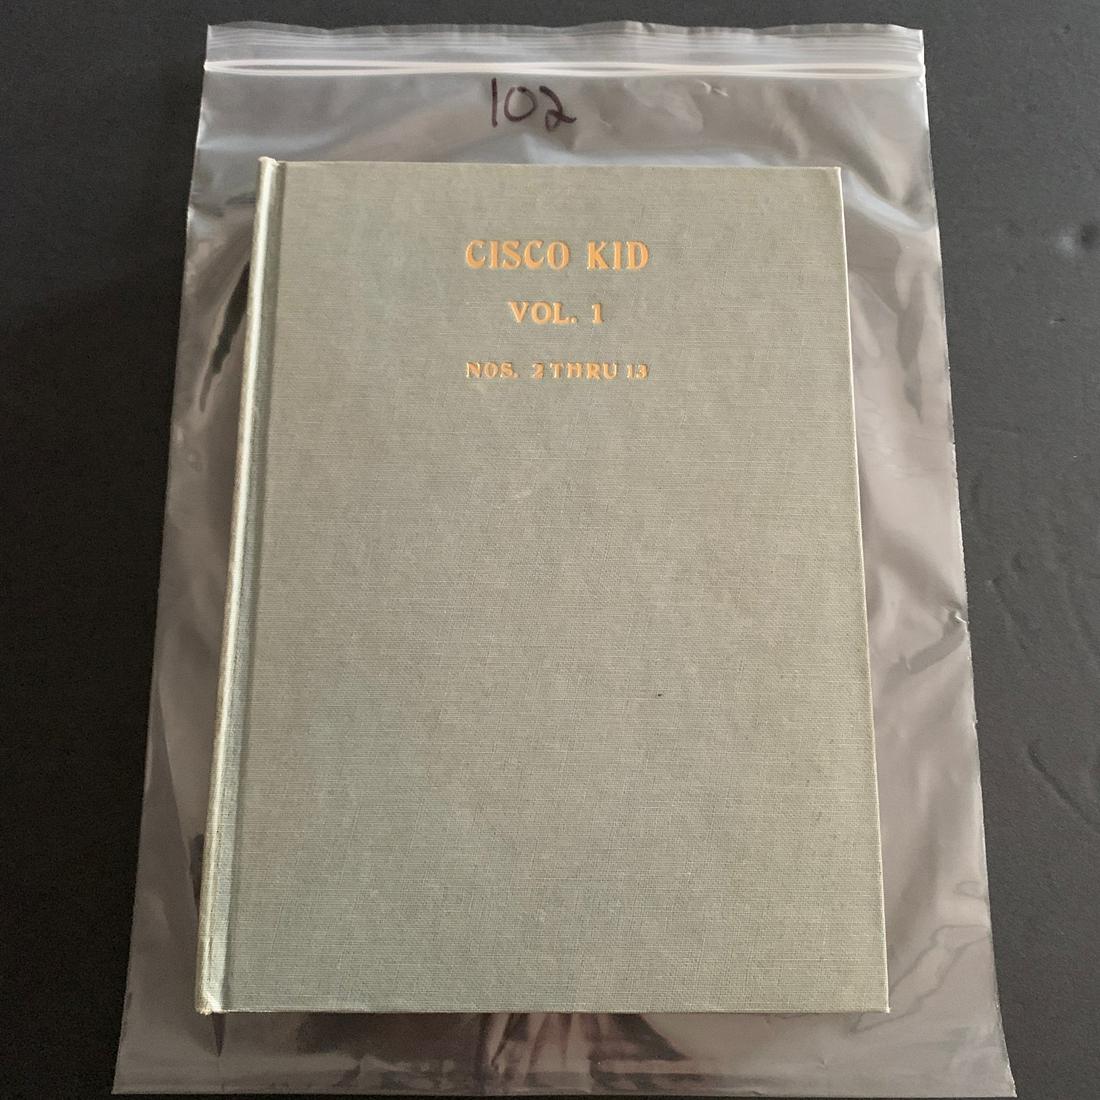 102
CISCO KID
VOL. 1
NOS. 2 THRU 13